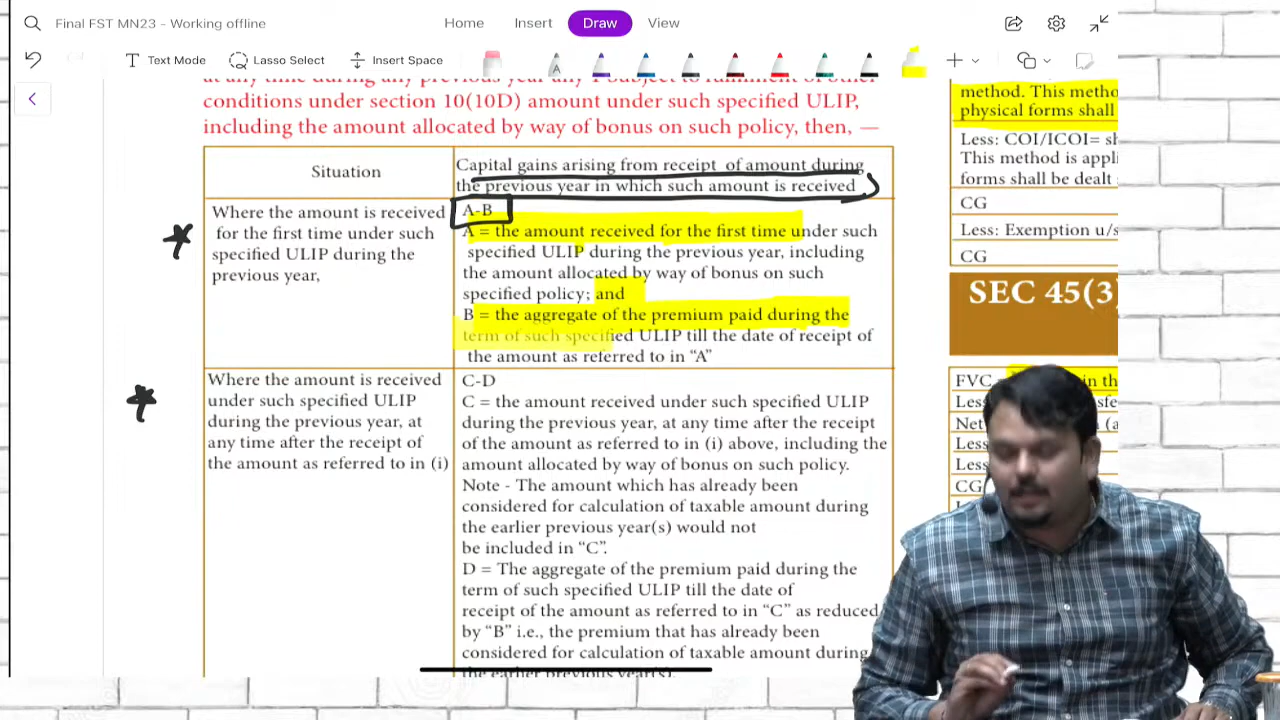 Final FST MN23 - Working offline
Home
Insert
Draw
View
Text Mode
Lasso Select
Insert Space
at any time during any previous year any
conditions under section 10(10D) amount under such specified ULIP,
including the amount allocated by way of bonus on such policy, then, —
Situation
Capital gains arising from receipt of amount during
the previous year in which such amount is received
Where the amount is received
for the first time under such
specified ULIP during the
previous year,
A-B
A = the amount received for the first time under such
specified ULIP during the previous year, including
the amount allocated by way of bonus on such
specified policy; and
B = the aggregate of the premium paid during the
term of such specified ULIP till the date of receipt of
the amount as referred to in “A”
Where the amount is received
under such specified ULIP
during the previous year, at
any time after the receipt of
the amount as referred to in (i)
C-D
C = the amount received under such specified ULIP
during the previous year, at any time after the receipt
of the amount as referred to in (i) above, including the
amount allocated by way of bonus on such policy.
Note - The amount which has already been
considered for calculation of taxable amount during
the earlier previous year(s) would not
be included in “C”.
D = The aggregate of the premium paid during the
term of such specified ULIP till the date of
receipt of the amount as referred to in “C” as reduced
by “B” i.e., the premium that has already been
considered for calculation of taxable amount during
the earlier previous year(s).
method. This metho
physical forms shall
Less: COI/ICOI= sh
This method is appli
forms shall be dealt
CG
Less: Exemption u/s
CG
SEC 45(3)
FVC = in th
Less
Net
Less
Less
CG